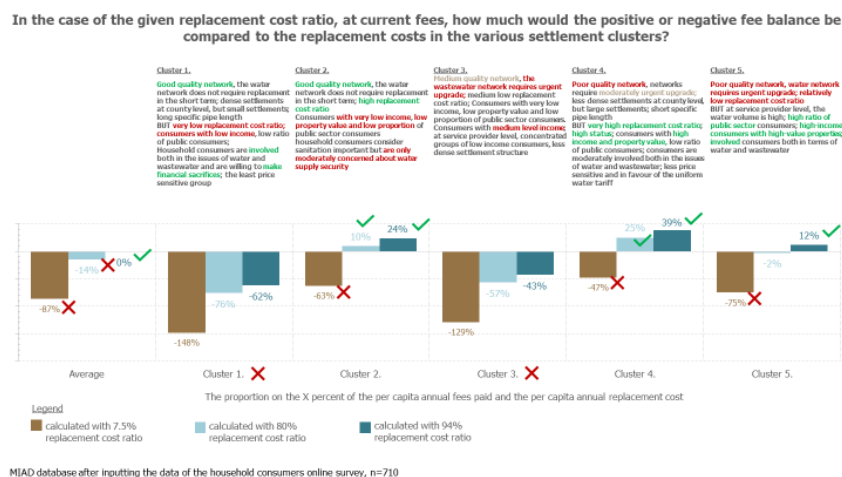 In the case of the given replacement cost ratio, at current fees, how much would the positive or negative fee balance be
compared to the replacement costs in the various settlement clusters?
Cluster 1.
Good quality network, the water
network does not require replacement
in the short term; dense settlements
at county level, but small settlements;
long specific pipe length
BUT very low replacement cost ratio;
consumers with low income, low ratio
of public consumers;
Household consumers are involved
both in the issues of water and
wastewater and are willing to make
financial sacrifices; the least price
sensitive group
Cluster 2.
Good quality network, the water
network does not require replacement
in the short term; high replacement
cost ratio
Consumers with very low income, low
property value and low proportion of
public sector consumers
household consumers consider
sanitation important but are only
moderately concerned about water
supply security
Cluster 3.
Medium quality network, the
wastewater network requires urgent
upgrade; medium low replacement
cost ratio; Consumers with very low
income, low property value and low
proportion of public sector consumers.
Consumers with medium level income;
at service provider level, concentrated
groups of low income consumers, less
dense settlement structure
Cluster 4.
Poor quality network, networks
require moderately urgent upgrade;
less dense settlements at county level,
but large settlements; short specific
pipe length
BUT very high replacement cost ratio;
high status; consumers with high
income and property value, low ratio
of public consumers; consumers are
moderately involved both in the issues
of water and wastewater; less price
sensitive and in favour of the uniform
water tariff
Cluster 5.
Poor quality network, water network
requires urgent upgrade; relatively
low replacement cost ratio
BUT at service provider level, the
water volume is high; high ratio of
public sector consumers; high-income
consumers with high-value properties;
involved consumers both in terms of
water and wastewater
-87%
-14%
0%
-148%
-76%
-62%
-63%
10%
24%
-129%
-57%
-43%
-47%
25%
39%
-75%
-2%
12%
Average
Cluster 1.
Cluster 2.
Cluster 3.
Cluster 4.
Cluster 5.
The proportion on the X percent of the per capita annual fees paid and the per capita annual replacement cost
Legend
calculated with 7.5%
replacement cost ratio
calculated with 80%
replacement cost ratio
calculated with 94%
replacement cost ratio
MIAD database after inputting the data of the household consumers online survey, n=710